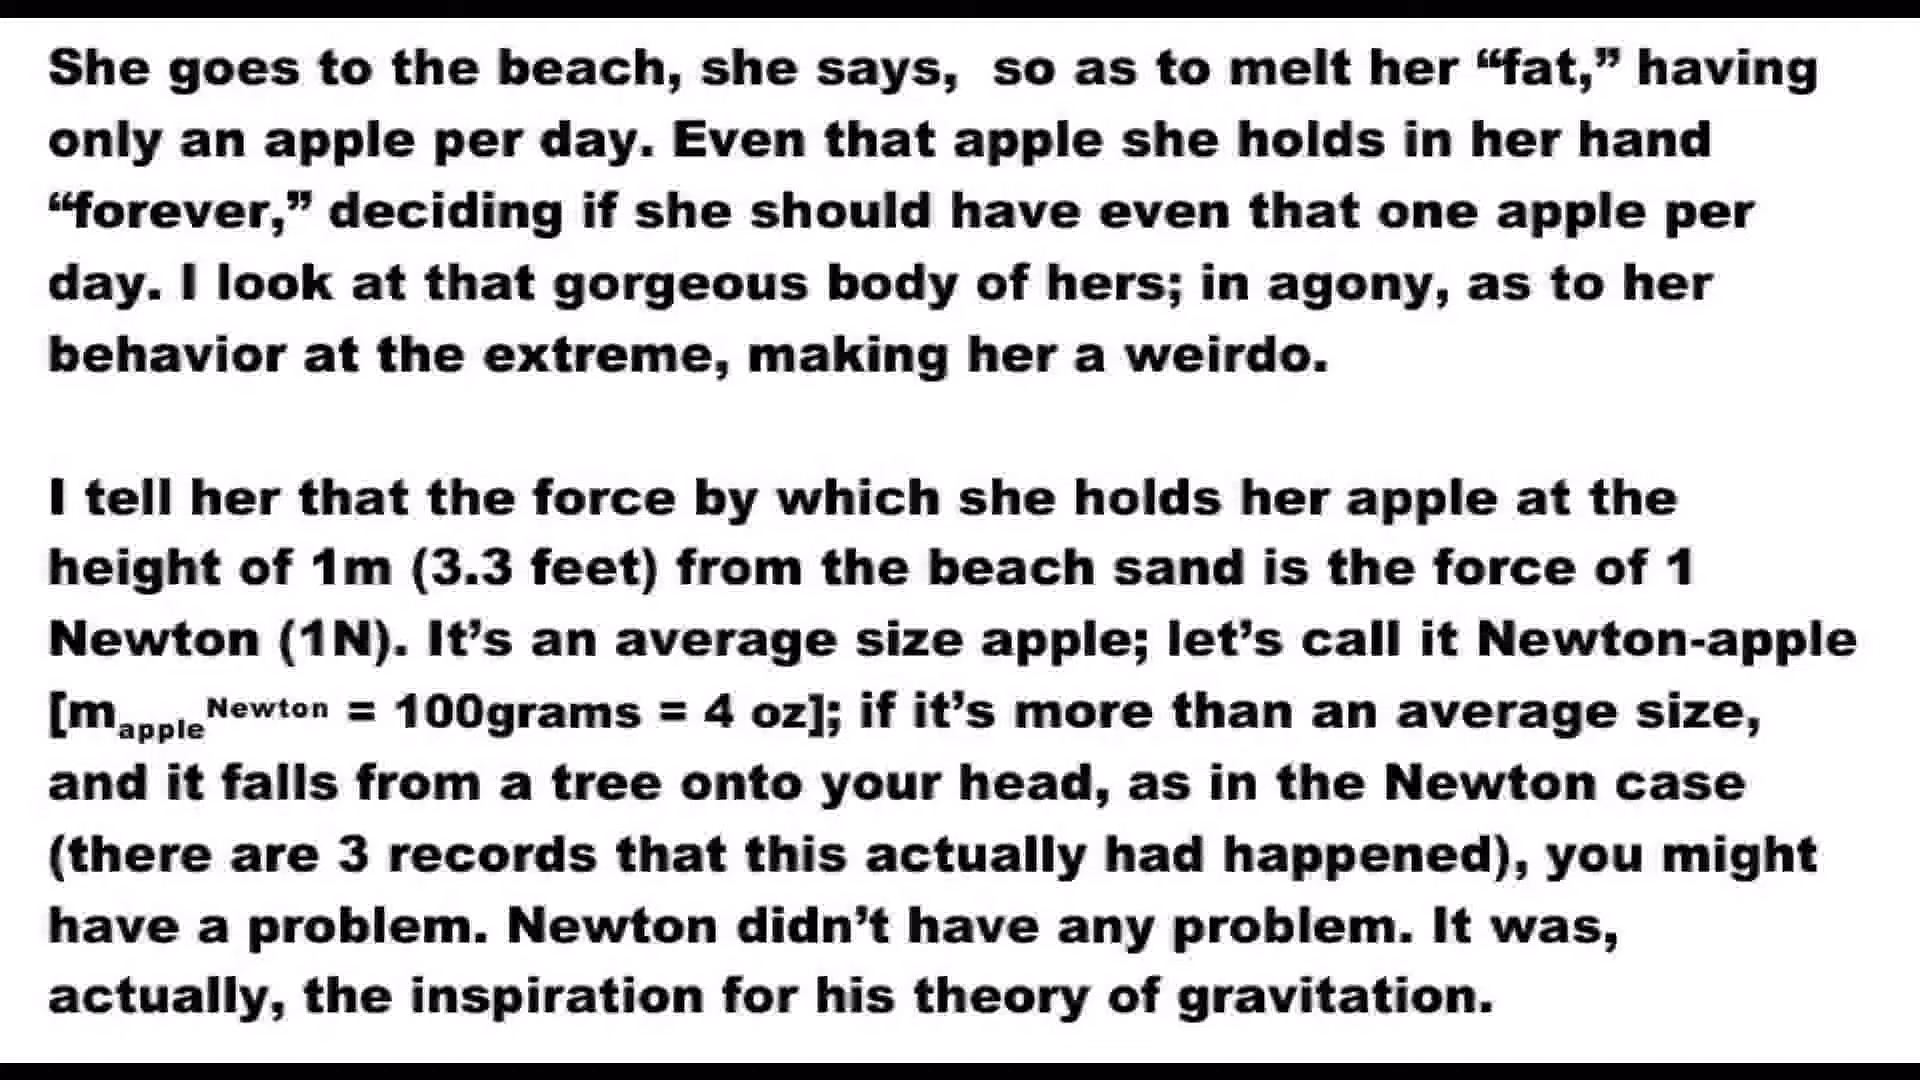 She goes to the beach, she says,  so as to melt her “fat,” having
only an apple per day. Even that apple she holds in her hand
“forever,” deciding if she should have even that one apple per
day. I look at that gorgeous body of hers; in agony, as to her
behavior at the extreme, making her a weirdo.
I tell her that the force by which she holds her apple at the
height of 1m (3.3 feet) from the beach sand is the force of 1
Newton (1N). It’s an average size apple; let’s call it Newton-apple
[mappleNewton = 100grams = 4 oz]; if it’s more than an average size,
and it falls from a tree onto your head, as in the Newton case
(there are 3 records that this actually had happened), you might
have a problem. Newton didn’t have any problem. It was,
actually, the inspiration for his theory of gravitation.